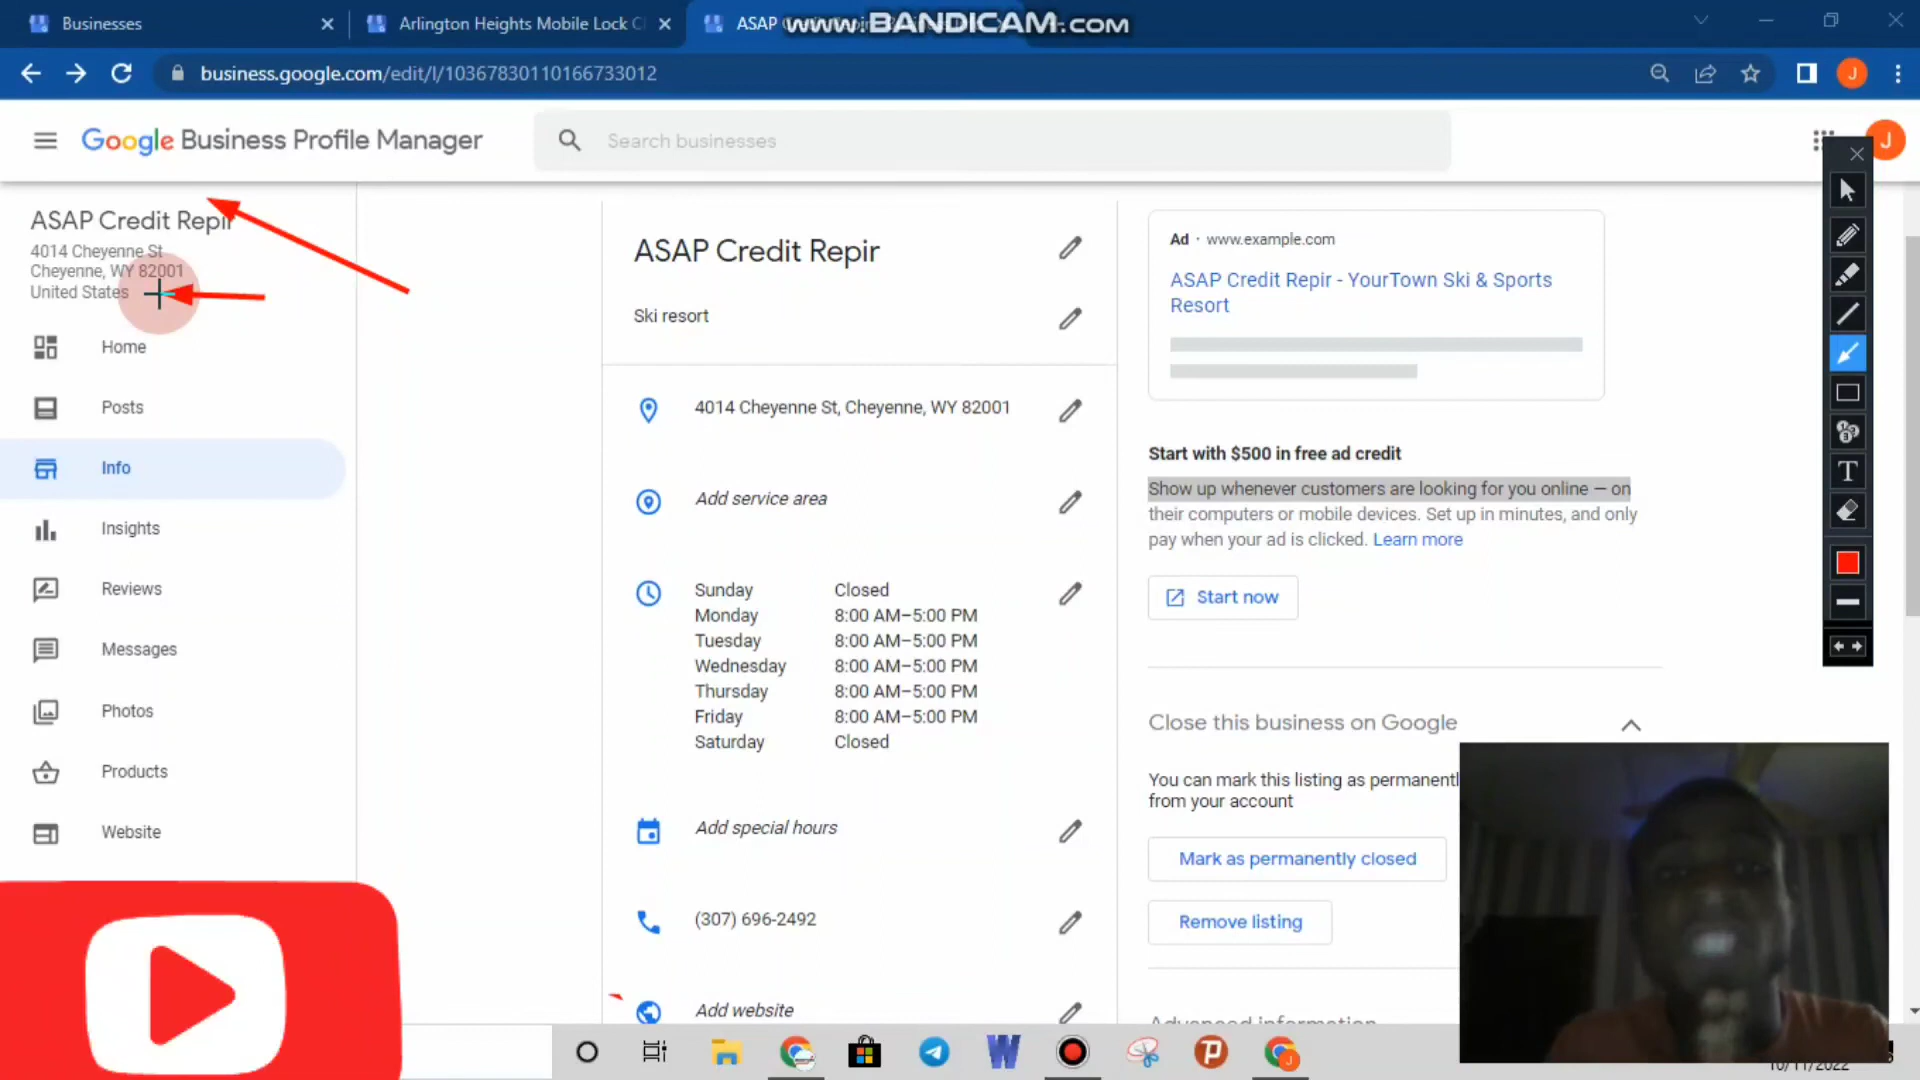 Businesses
Arlington Heights Mobile Lock
ASAP
www.BANDICAM.com
business.google.com/edit/l/10367830110166733012
J
Google Business Profile Manager
Search businesses
J
ASAP Credit Repir
4014 Cheyenne St
Cheyenne, WY 82001
United States
Home
Posts
Info
Insights
Reviews
Messages
Photos
Products
Website
ASAP Credit Repir
Ski resort
4014 Cheyenne St, Cheyenne, WY 82001
Add service area
Sunday Closed
Monday 8:00 AM–5:00 PM
Tuesday 8:00 AM–5:00 PM
Wednesday 8:00 AM–5:00 PM
Thursday 8:00 AM–5:00 PM
Friday 8:00 AM–5:00 PM
Saturday Closed
Add special hours
(307) 696-2492
Add website
Ad · www.example.com
ASAP Credit Repir - YourTown Ski & Sports
Resort
Start with $500 in free ad credit
Show up whenever customers are looking for you online — on
their computers or mobile devices. Set up in minutes, and only
pay when your ad is clicked. Learn more
Start now
Close this business on Google
You can mark this listing as permanentl
from your account
Mark as permanently closed
Remove listing
Advanced information
T
10/11/2022